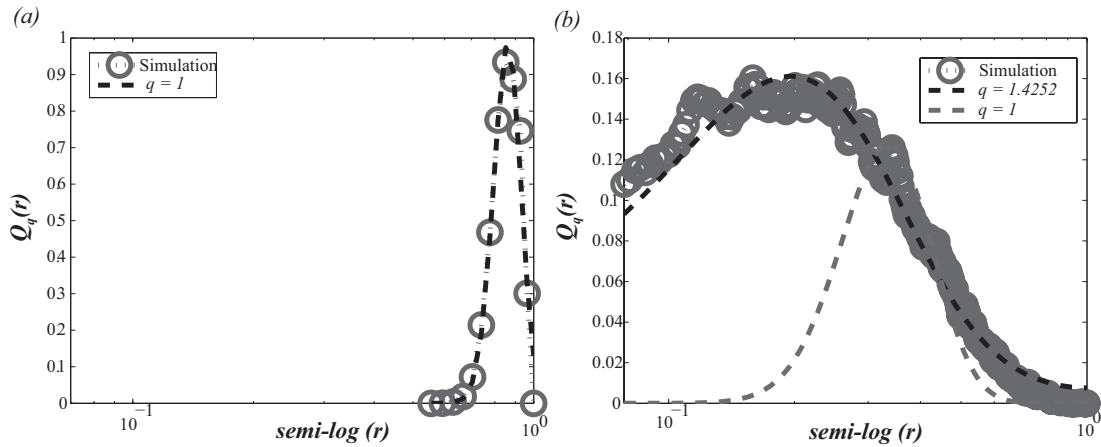 (a)
1
0.9
0.8
0.7
0.6
0.5
0.4
0.3
0.2
0.1
0
Q_q(r)
Simulation
q = 1
10^-1
10^0
semi-log (r)
(b)
0.18
0.16
0.14
0.12
0.1
0.08
0.06
0.04
0.02
0
Q_q(r)
Simulation
q = 1.4252
q = 1
10^-1
10^0
semi-log (r)